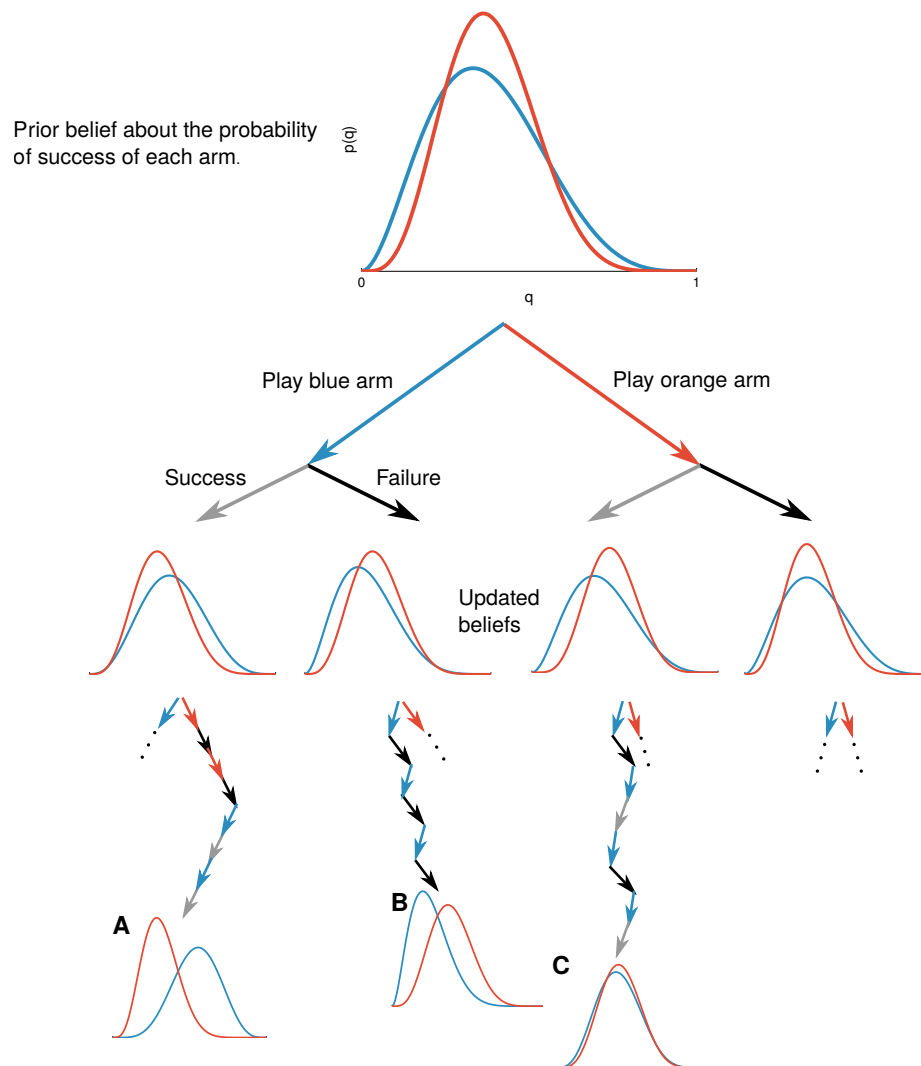 Prior belief about the probability
of success of each arm.
p(q)
0
1
q
Play blue arm
Play orange arm
Success
Failure
Updated
beliefs
A
B
C